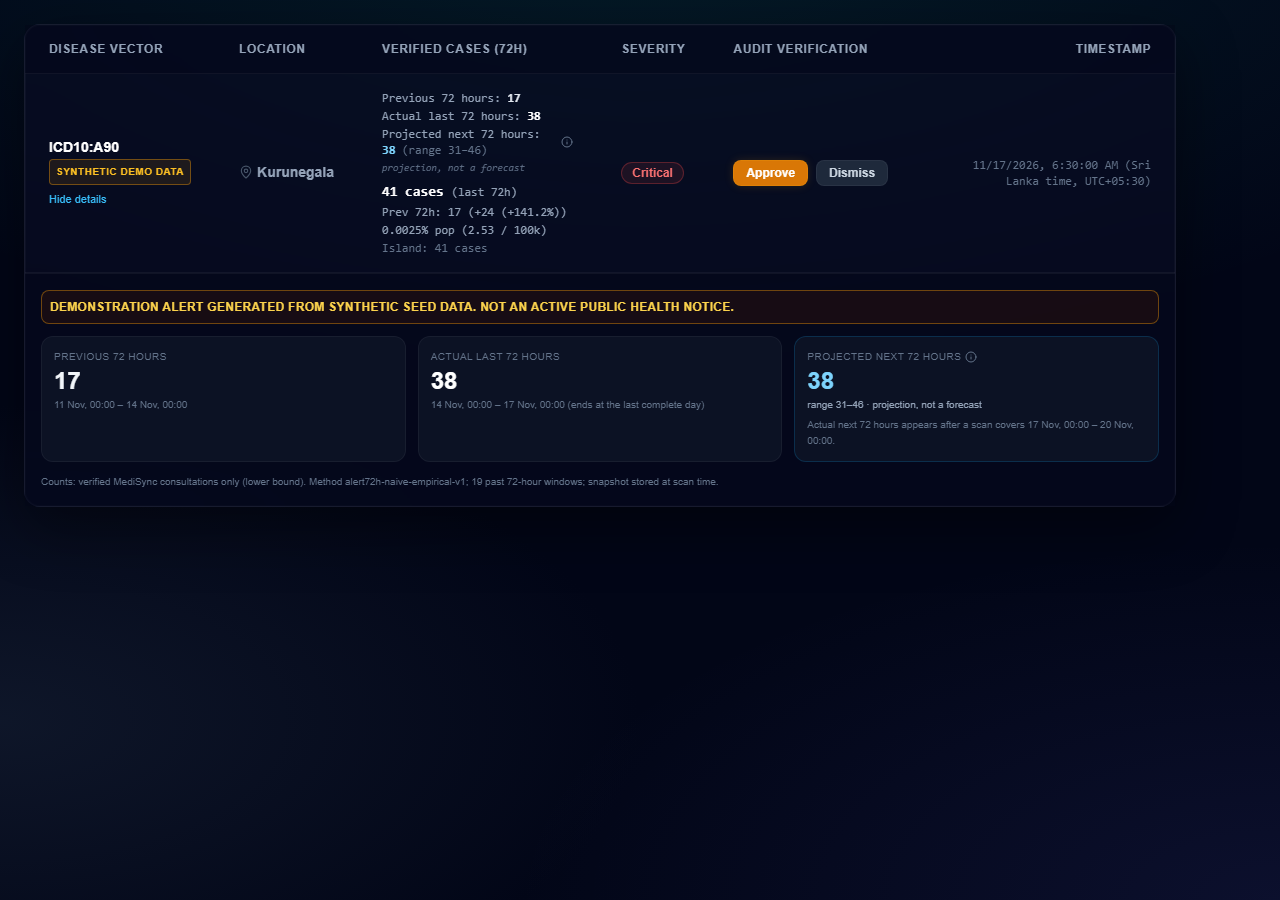 DISEASE VECTOR LOCATION VERIFIED CASES (72H) SEVERITY AUDIT VERIFICATION TIMESTAMP
ICD10:A90
SYNTHETIC DEMO DATA
Hide details
Kurunegala
Previous 72 hours: 17
Actual last 72 hours: 38
Projected next 72 hours:
38 (range 31–46)
projection, not a forecast
41 cases (last 72h)
Prev 72h: 17 (+24 (+141.2%))
0.0025% pop (2.53 / 100k)
Island: 41 cases
Critical
Approve Dismiss
11/17/2026, 6:30:00 AM (Sri
Lanka time, UTC+05:30)
DEMONSTRATION ALERT GENERATED FROM SYNTHETIC SEED DATA. NOT AN ACTIVE PUBLIC HEALTH NOTICE.
PREVIOUS 72 HOURS
17
11 Nov, 00:00 – 14 Nov, 00:00
ACTUAL LAST 72 HOURS
38
14 Nov, 00:00 – 17 Nov, 00:00 (ends at the last complete day)
PROJECTED NEXT 72 HOURS
38
range 31–46 · projection, not a forecast
Actual next 72 hours appears after a scan covers 17 Nov, 00:00 – 20 Nov,
00:00.
Counts: verified MediSync consultations only (lower bound). Method alert72h-naive-empirical-v1; 19 past 72-hour windows; snapshot stored at scan time.